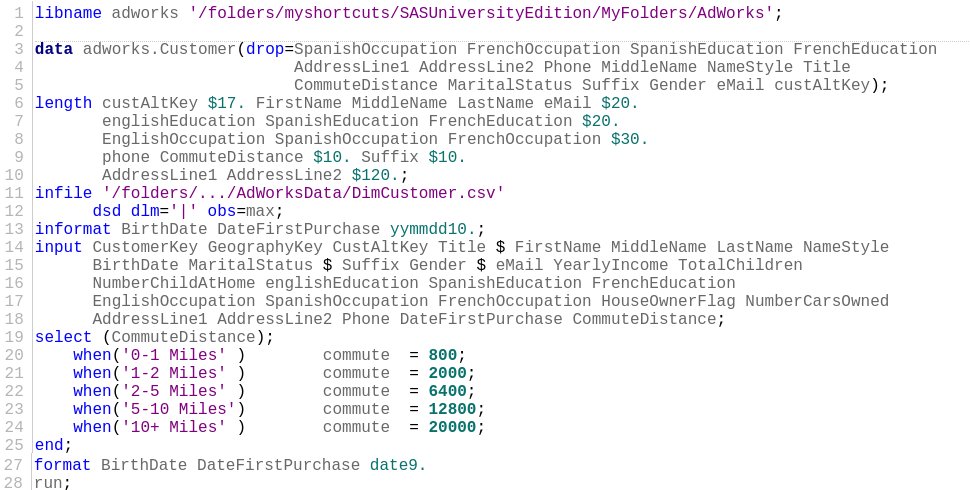 1 libname adworks '/folders/myshortcuts/SASUniversityEdition/MyFolders/AdWorks';
2
3 data adworks.Customer(drop=SpanishOccupation FrenchOccupation SpanishEducation FrenchEducation
4                            AddressLine1 AddressLine2 Phone MiddleName NameStyle Title
5                            CommuteDistance MaritalStatus Suffix Gender eMail custAltKey);
6 length custAltKey $17. FirstName MiddleName LastName eMail $20.
7        englishEducation SpanishEducation FrenchEducation $20.
8        EnglishOccupation SpanishOccupation FrenchOccupation $30.
9        phone CommuteDistance $10. Suffix $10.
10        AddressLine1 AddressLine2 $120.;
11 infile '/folders/.../AdWorksData/DimCustomer.csv'
12       dsd dlm='|' obs=max;
13 informat BirthDate DateFirstPurchase yymmdd10.;
14 input CustomerKey GeographyKey CustAltKey Title $ FirstName MiddleName LastName NameStyle
15       BirthDate MaritalStatus $ Suffix Gender $ eMail YearlyIncome TotalChildren
16       NumberChildAtHome englishEducation SpanishEducation FrenchEducation
17       EnglishOccupation SpanishOccupation FrenchOccupation HouseOwnerFlag NumberCarsOwned
18       AddressLine1 AddressLine2 Phone DateFirstPurchase CommuteDistance;
19 select (CommuteDistance);
20     when('0-1 Miles' )        commute  = 800;
21     when('1-2 Miles' )        commute  = 2000;
22     when('2-5 Miles' )        commute  = 6400;
23     when('5-10 Miles')        commute  = 12800;
24     when('10+ Miles' )        commute  = 20000;
25 end;
27 format BirthDate DateFirstPurchase date9.
28 run;